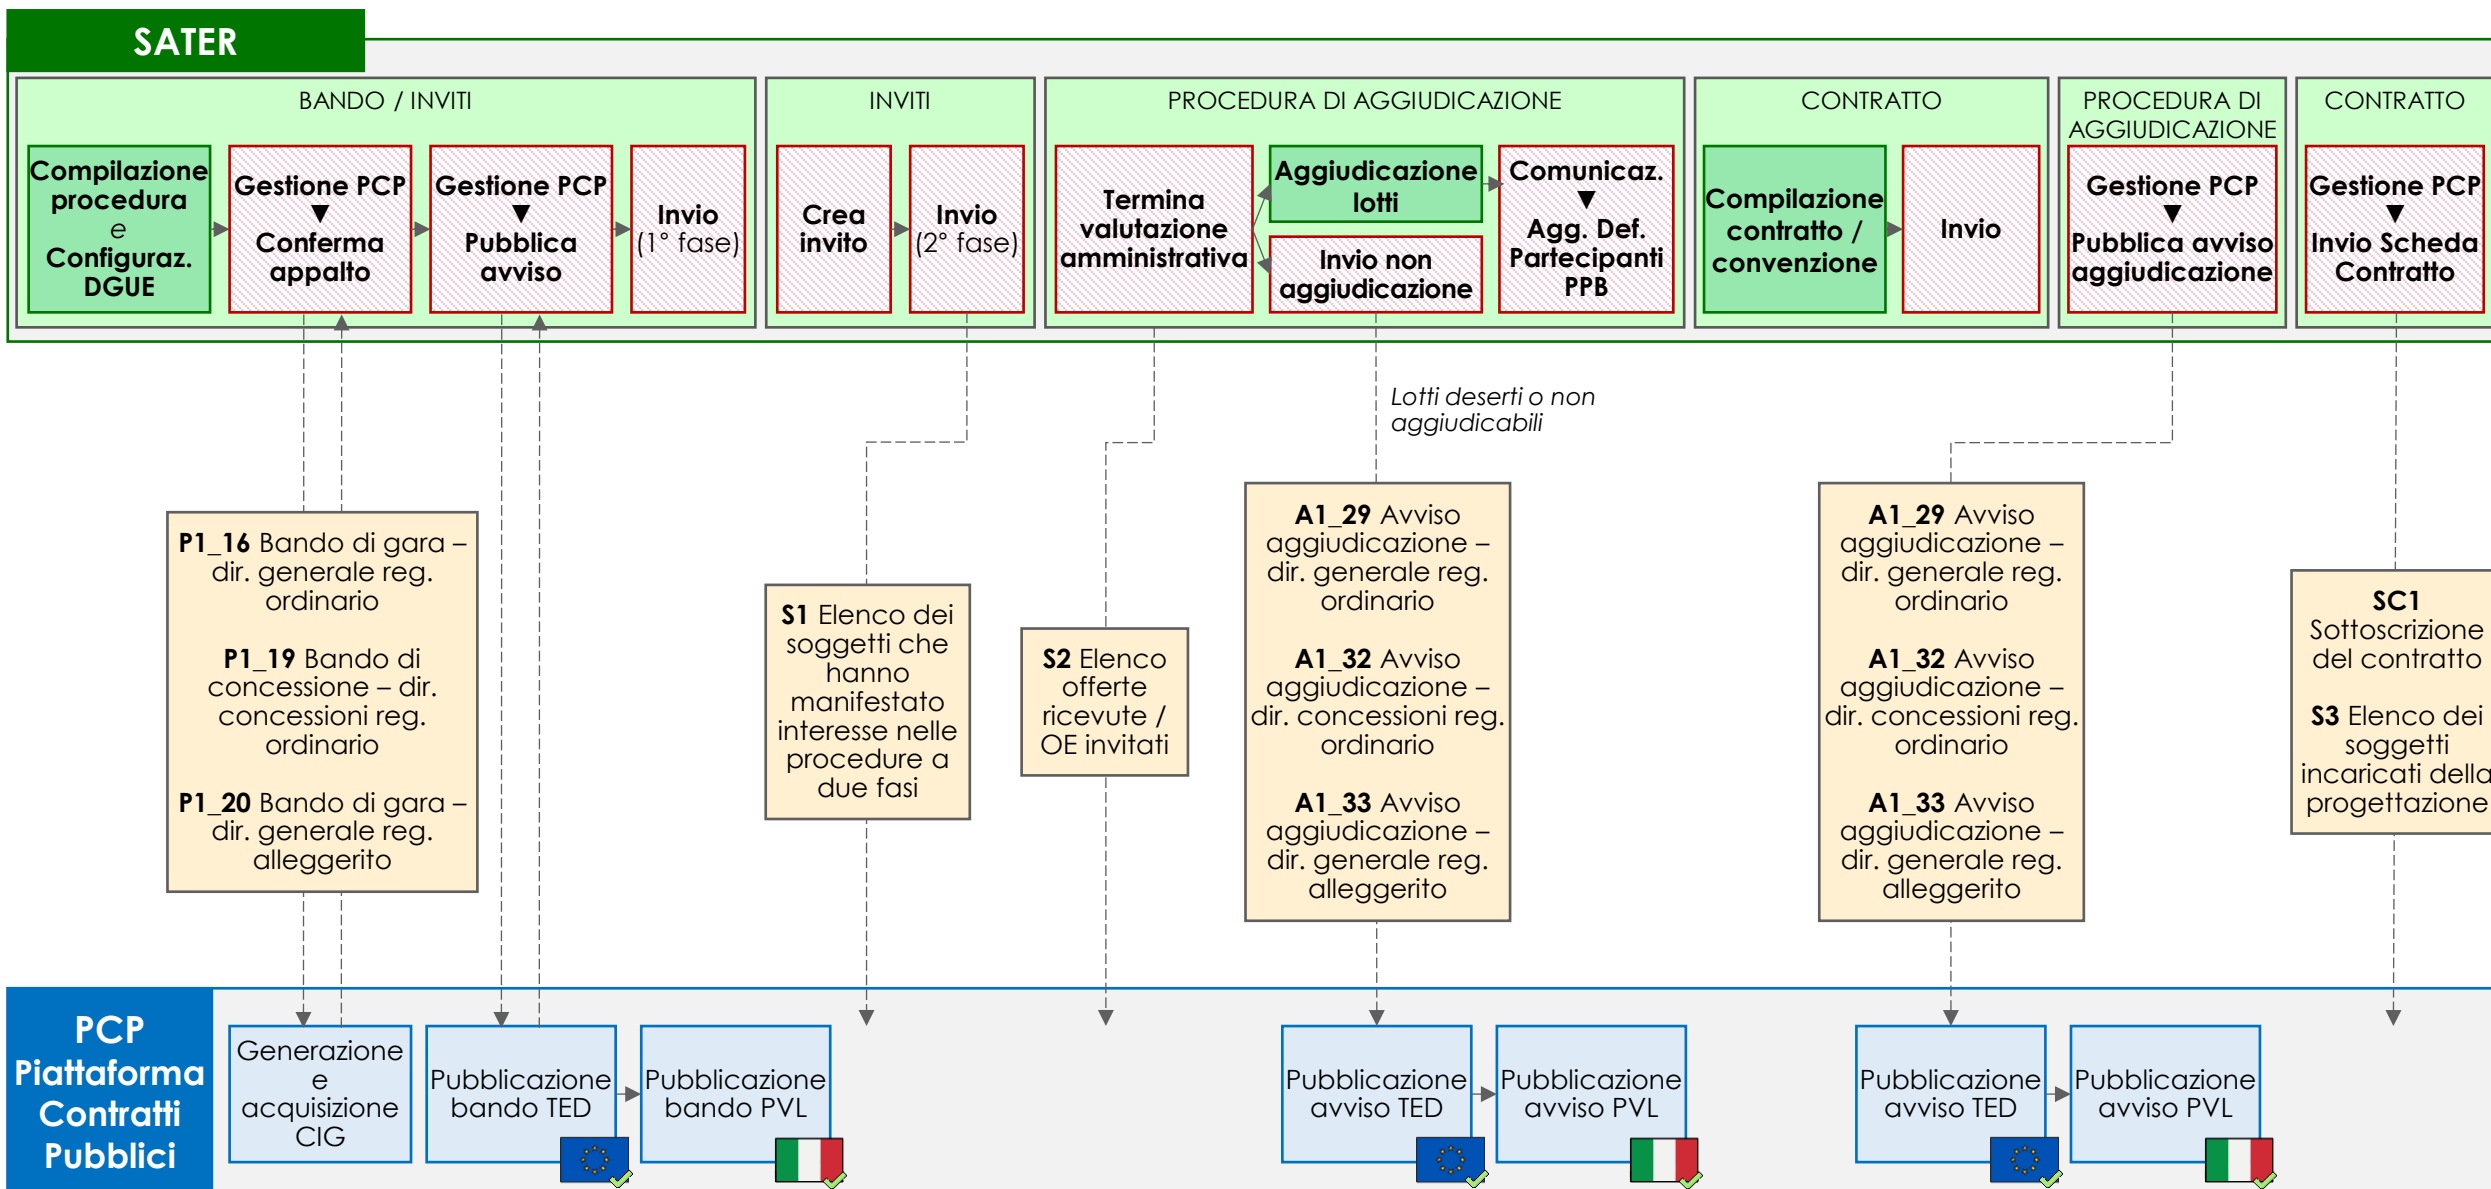 SATER
BANDO / INVITI
Compilazione
procedura
e
Configuraz.
DGUE
Gestione PCP
▼
Conferma
appalto
Gestione PCP
▼
Pubblica
avviso
Invio
(1° fase)
INVITI
Crea
invito
Invio
(2° fase)
PROCEDURA DI AGGIUDICAZIONE
Termina
valutazione
amministrativa
Aggiudicazione
lotti
Invio non
aggiudicazione
Comunicaz.
▼
Agg. Def.
Partecipanti
PPB
CONTRATTO
Compilazione
contratto /
convenzione
Invio
PROCEDURA DI
AGGIUDICAZIONE
Gestione PCP
▼
Pubblica avviso
aggiudicazione
CONTRATTO
Gestione PCP
▼
Invio Scheda
Contratto
Lotti deserti o non
aggiudicabili
P1_16 Bando di gara –
dir. generale reg.
ordinario
P1_19 Bando di
concessione – dir.
concessioni reg.
ordinario
P1_20 Bando di gara –
dir. generale reg.
alleggerito
S1 Elenco dei
soggetti che
hanno
manifestato
interesse nelle
procedure a
due fasi
S2 Elenco
offerte
ricevute /
OE invitati
A1_29 Avviso
aggiudicazione –
dir. generale reg.
ordinario
A1_32 Avviso
aggiudicazione –
dir. concessioni reg.
ordinario
A1_33 Avviso
aggiudicazione –
dir. generale reg.
alleggerito
A1_29 Avviso
aggiudicazione –
dir. generale reg.
ordinario
A1_32 Avviso
aggiudicazione –
dir. concessioni reg.
ordinario
A1_33 Avviso
aggiudicazione –
dir. generale reg.
alleggerito
SC1
Sottoscrizione
del contratto
S3 Elenco dei
soggetti
incaricati della
progettazione
PCP
Piattaforma
Contratti
Pubblici
Generazione
e
acquisizione
CIG
Pubblicazione
bando TED
Pubblicazione
bando PVL
Pubblicazione
avviso TED
Pubblicazione
avviso PVL
Pubblicazione
avviso TED
Pubblicazione
avviso PVL